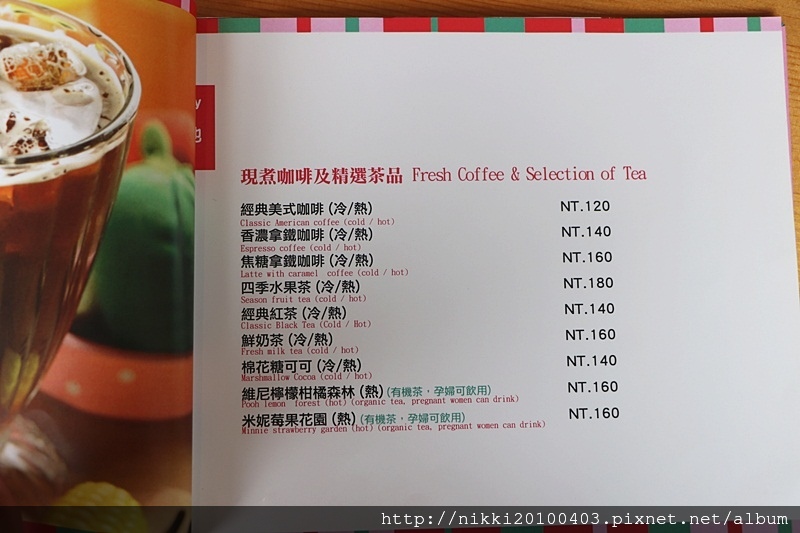 y
g
現煮咖啡及精選茶品 Fresh Coffee & Selection of Tea
經典美式咖啡 (冷/熱) NT.120
Classic American coffee (cold / hot)
香濃拿鐵咖啡 (冷/熱) NT.140
Espresso coffee (cold / hot)
焦糖拿鐵咖啡 (冷/熱) NT.160
Latte with caramel coffee (cold / hot)
四季水果茶 (冷/熱) NT.180
Season fruit tea (cold / hot)
經典紅茶 (冷/熱) NT.140
Classic Black Tea (Cold / Hot)
鮮奶茶 (冷/熱) NT.160
Fresh milk tea (cold / hot)
棉花糖可可 (冷/熱) NT.140
Marshmallow Cocoa (cold / hot)
維尼檸檬柑橘森林 (熱) (有機茶，孕婦可飲用) NT.160
Pooh lemon forest (hot) (organic tea, pregnant women can drink)
米妮莓果花園 (熱) (有機茶，孕婦可飲用) NT.160
Minnie strawberry garden (hot) (organic tea, pregnant women can drink)
http://nikki20100403.pixnet.net/album